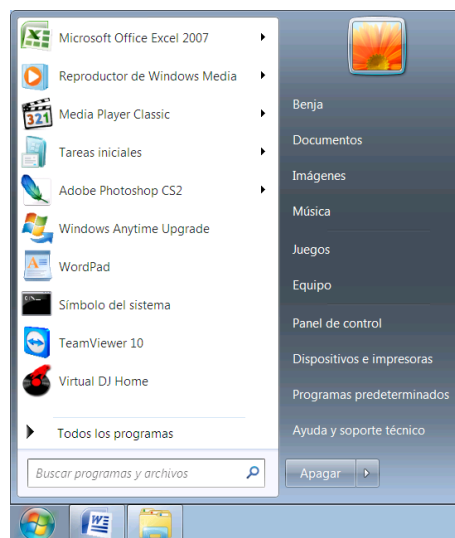 Microsoft Office Excel 2007
Reproductor de Windows Media
Media Player Classic
Tareas iniciales
Adobe Photoshop CS2
Windows Anytime Upgrade
WordPad
Símbolo del sistema
TeamViewer 10
Virtual DJ Home
Todos los programas
Buscar programas y archivos
Benja
Documentos
Imágenes
Música
Juegos
Equipo
Panel de control
Dispositivos e impresoras
Programas predeterminados
Ayuda y soporte técnico
Apagar